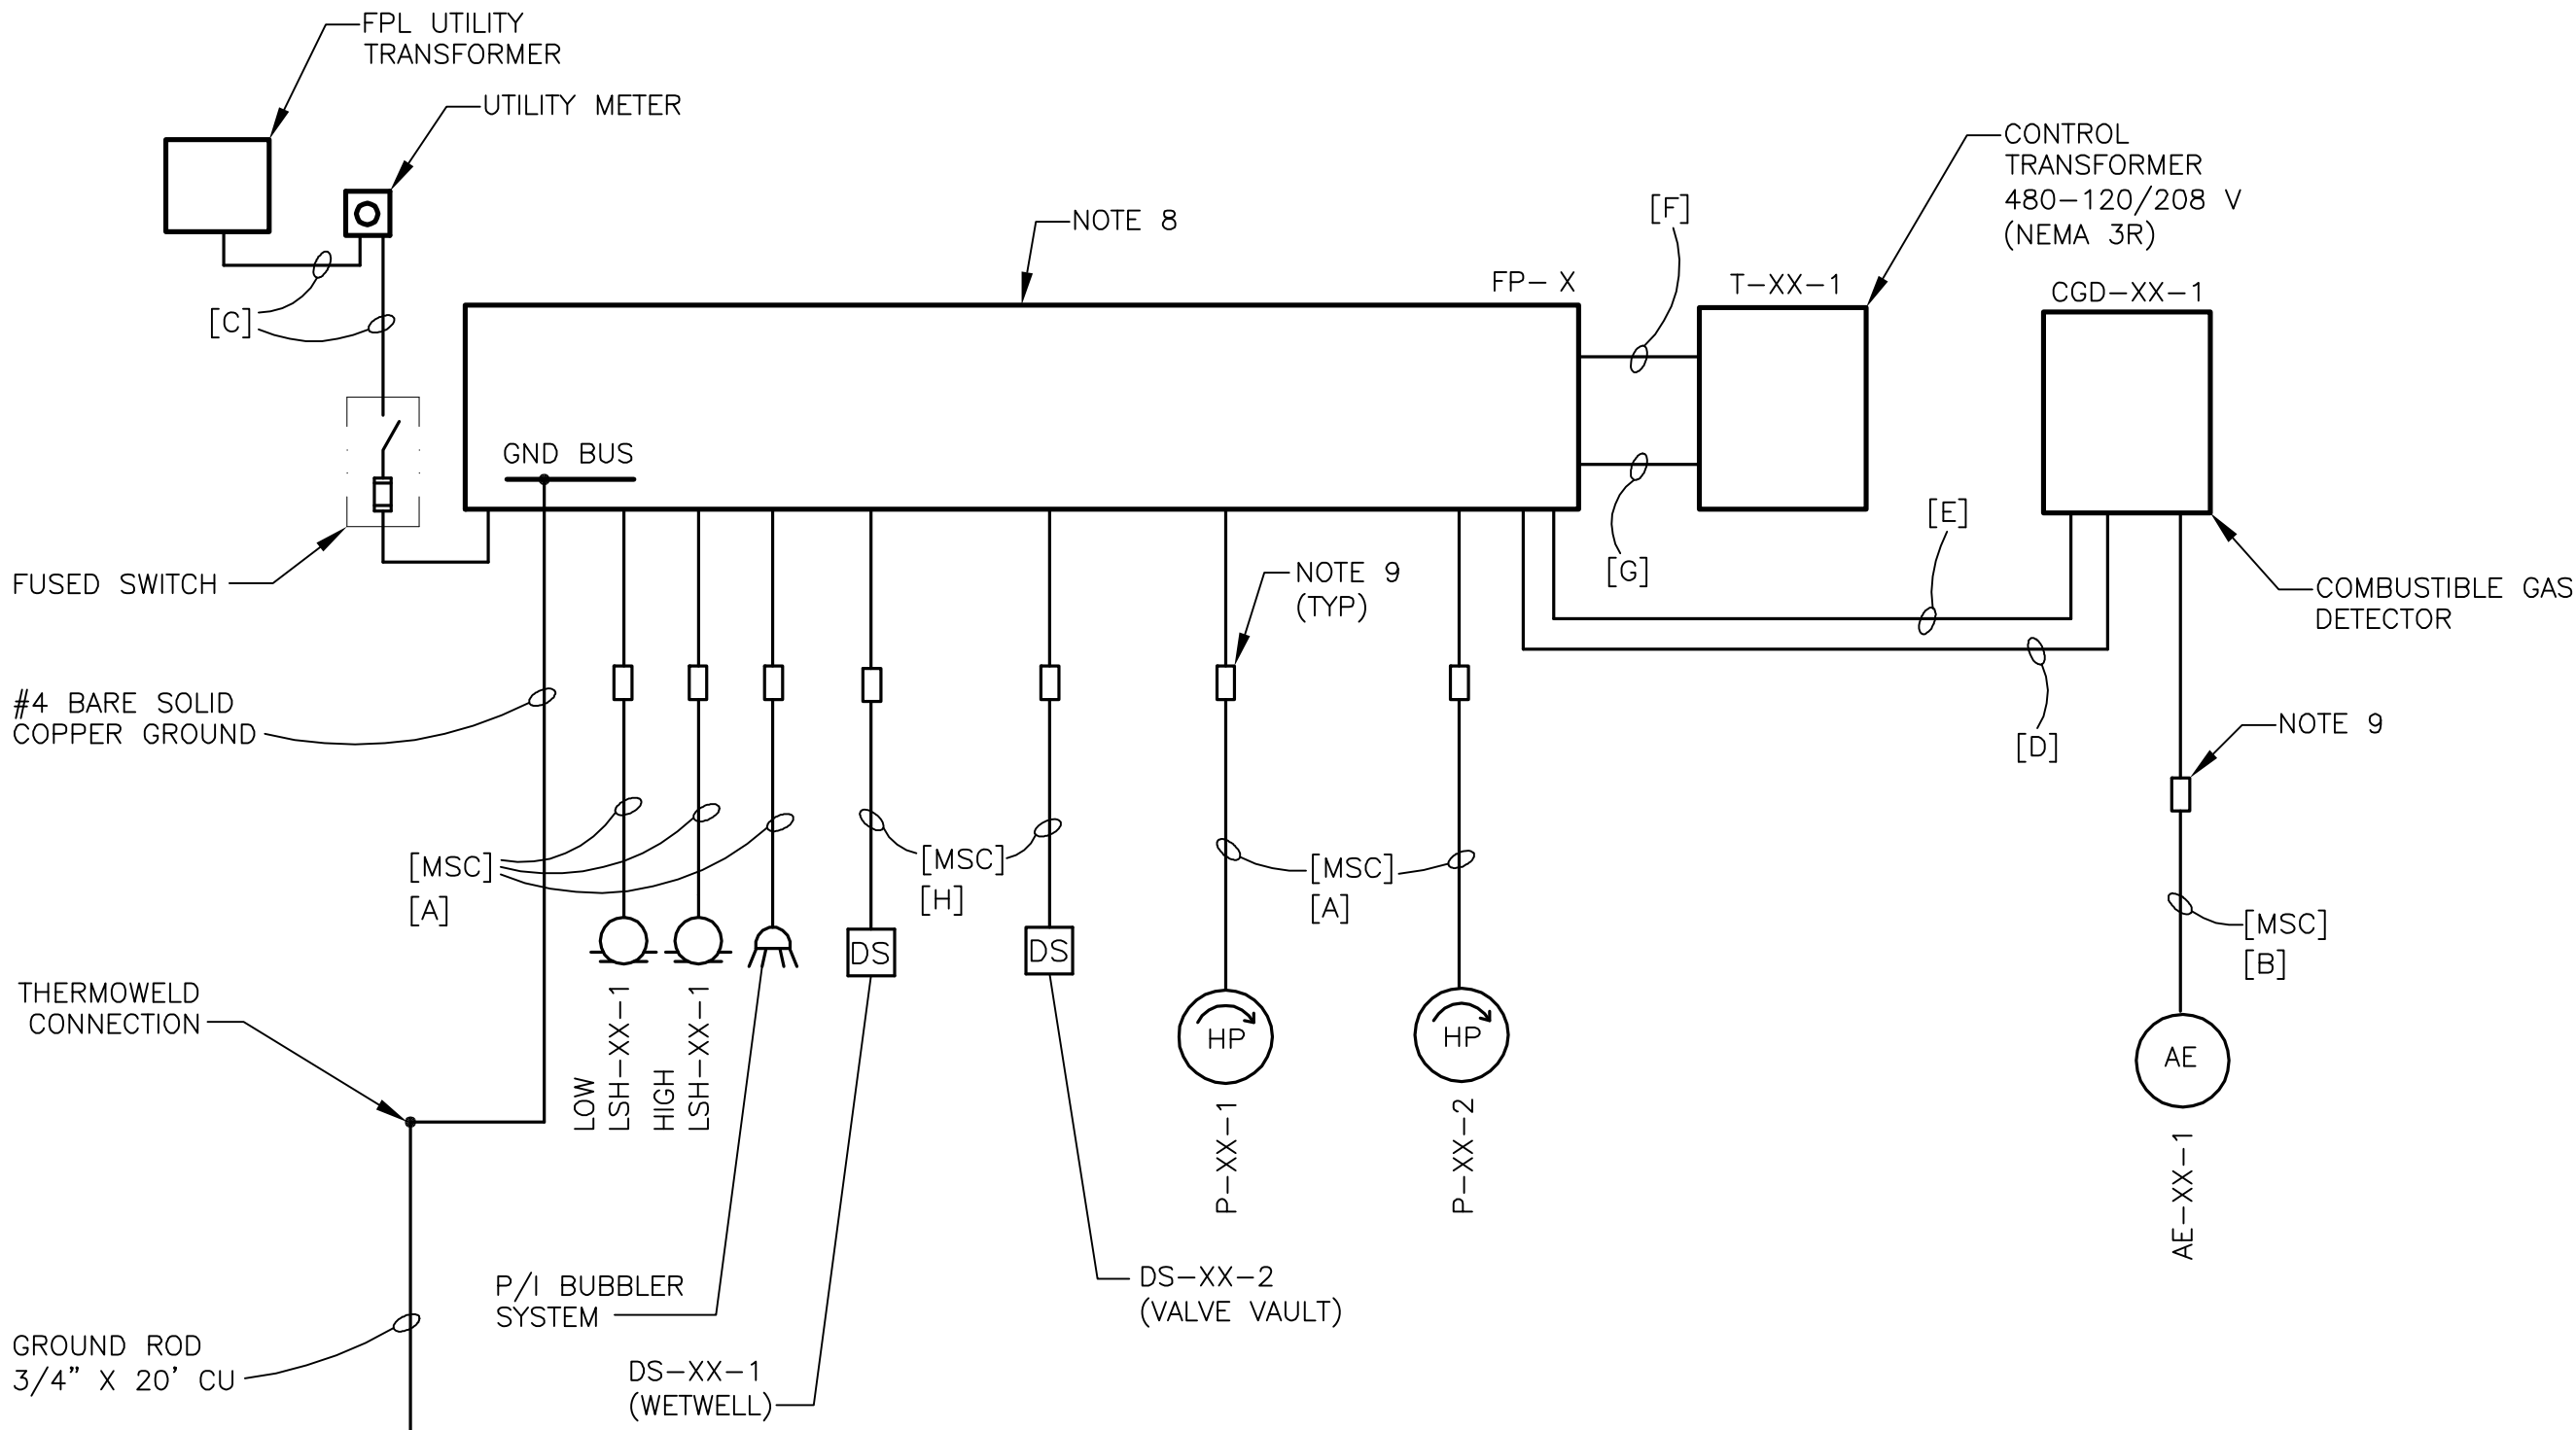 FPL UTILITY
TRANSFORMER
UTILITY METER
CONTROL
TRANSFORMER
480-120/208 V
(NEMA 3R)
NOTE 8
[F]
FP- X
T-XX-1
CGD-XX-1
[C]
GND BUS
[E]
FUSED SWITCH
NOTE 9
(TYP)
[G]
COMBUSTIBLE GAS
DETECTOR
#4 BARE SOLID
COPPER GROUND
[D]
NOTE 9
[MSC]
[A]
[MSC]
[H]
[MSC]
[A]
[MSC]
[B]
DS
DS
THERMOWELD
CONNECTION
HP
HP
AE
LOW
LSH-XX-1
HIGH
LSH-XX-1
P-XX-1
P-XX-2
AE-XX-1
P/I BUBBLER
SYSTEM
DS-XX-2
(VALVE VAULT)
GROUND ROD
3/4" X 20' CU
DS-XX-1
(WETWELL)